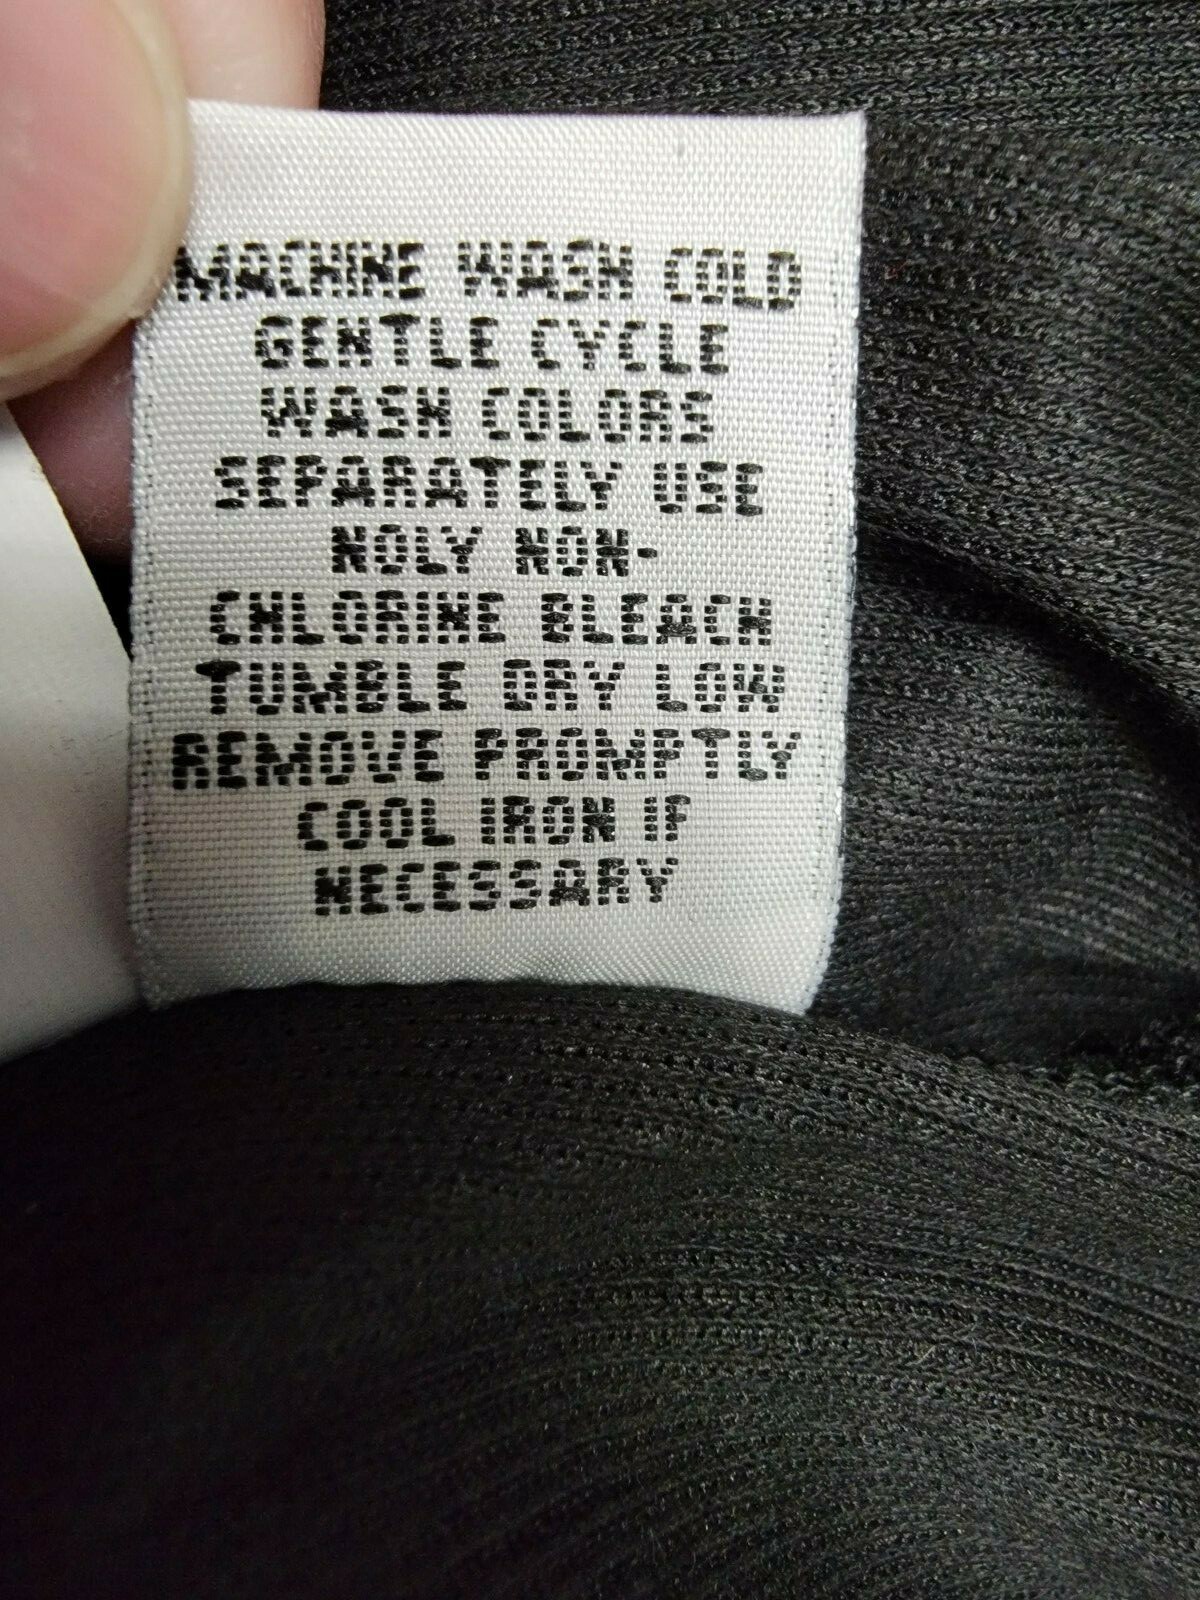 MACHINE WASH COLD
GENTLE CYCLE
WASH COLORS
SEPARATELY USE
NOLY NON-
CHLORINE BLEACH
TUMBLE DRY LOW
REMOVE PROMPTLY
COOL IRON IF
NECESSARY